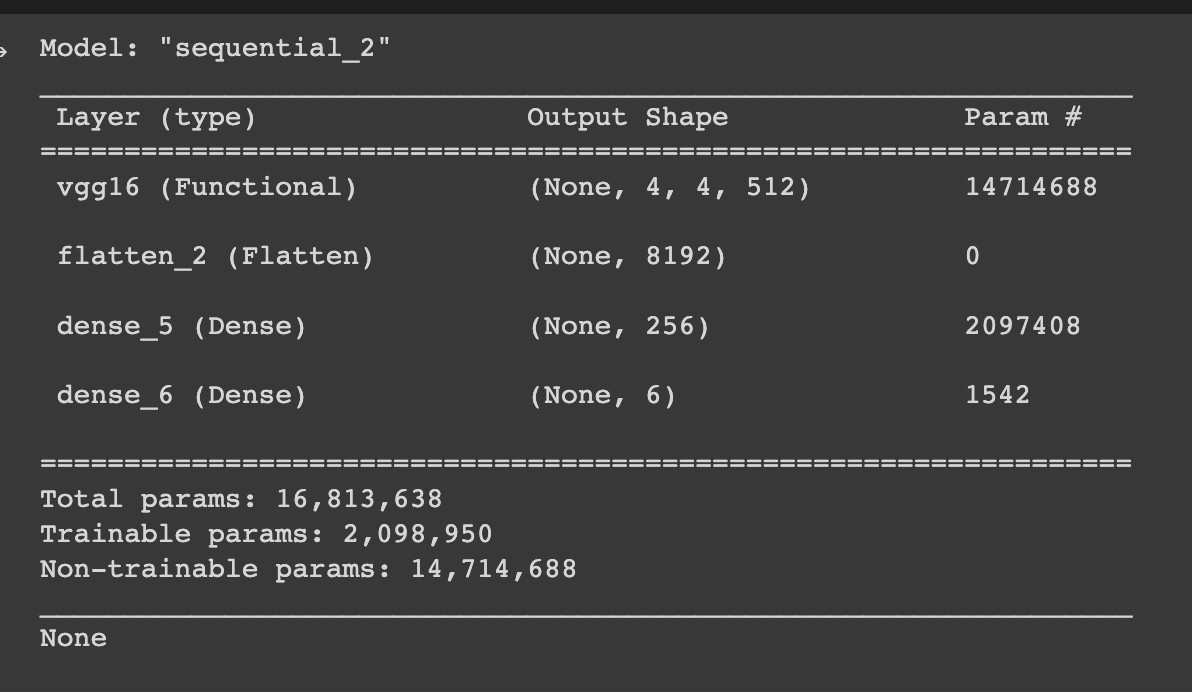 Model: "sequential_2"
Layer (type) Output Shape Param #
vgg16 (Functional) (None, 4, 4, 512) 14714688
flatten_2 (Flatten) (None, 8192) 0
dense_5 (Dense) (None, 256) 2097408
dense_6 (Dense) (None, 6) 1542
Total params: 16,813,638
Trainable params: 2,098,950
Non-trainable params: 14,714,688
None